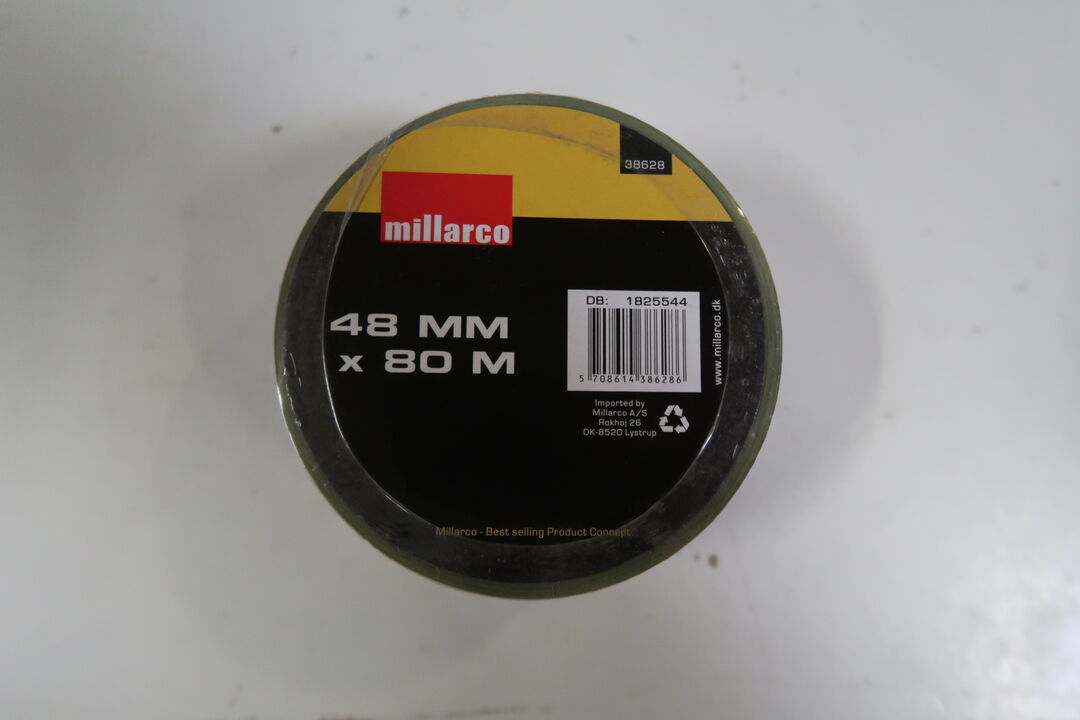 38628
millarco
48 MM
x 80 M
DB: 1825544
5 708614 386286
www.millarco.dk
Imported by
Millarco A/S
Rokhoj 26
DK-8520 Lystrup
Millarco - Best selling Product Concept.